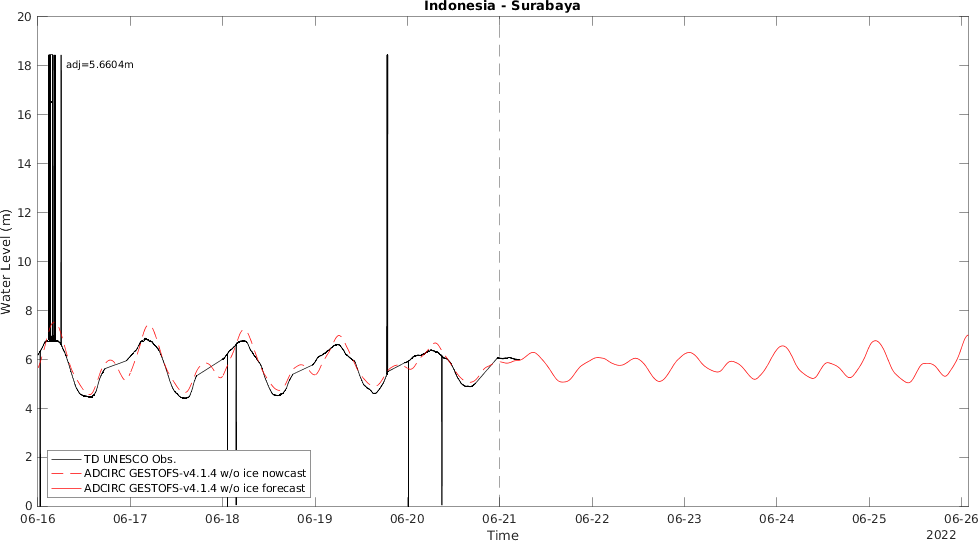 Indonesia - Surabaya
20
18
16
14
12
10
8
6
4
2
0
Water Level (m)
adj=5.6604m
TD UNESCO Obs.
ADCIRC GESTOFS-v4.1.4 w/o ice nowcast
ADCIRC GESTOFS-v4.1.4 w/o ice forecast
06-16 06-17 06-18 06-19 06-20 06-21 06-22 06-23 06-24 06-25 06-26
Time
2022